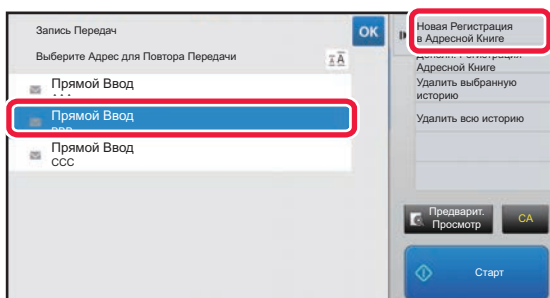 Запись Передач
OK
Выберите Адрес для Повтора Передачи
Прямой Ввод
Прямой Ввод
Прямой Ввод
CCC
Новая Регистрация
в Адресной Книге
Регистрация
Адресной Книге
Удалить выбранную
историю
Удалить всю историю
Предварит.
Просмотр
CA
Старт